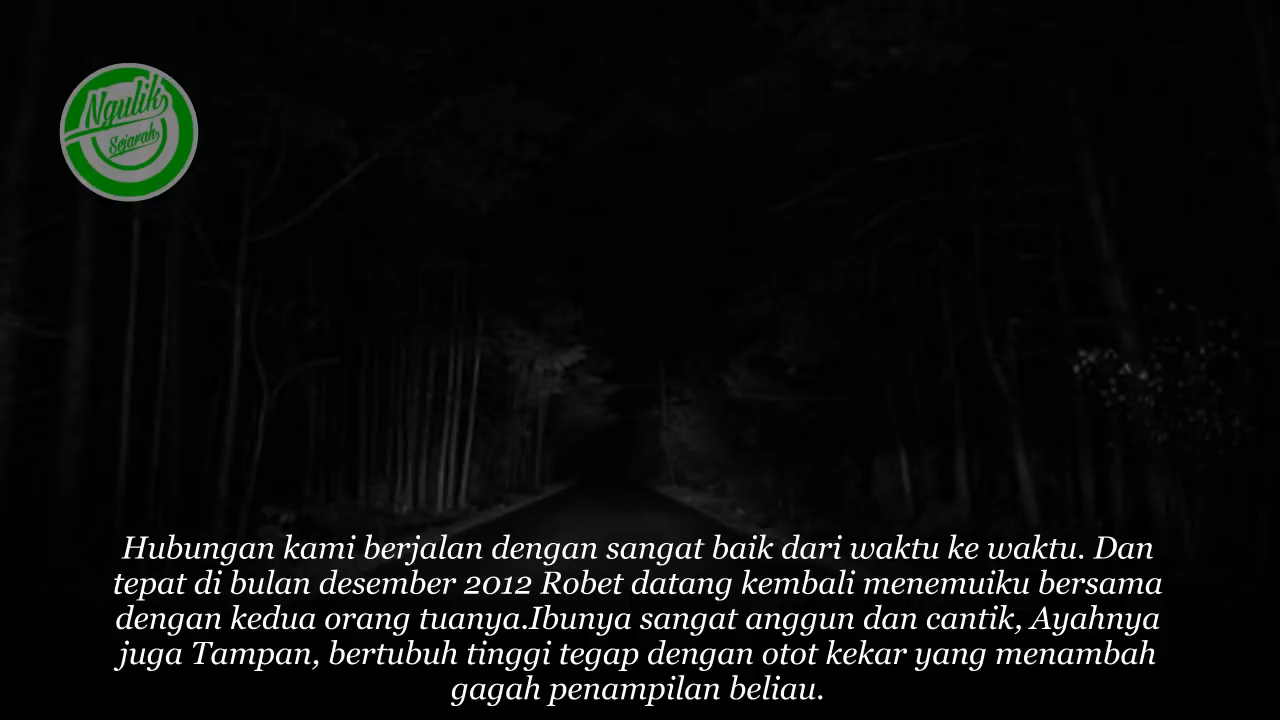 Ngulik
Sejarah
Hubungan kami berjalan dengan sangat baik dari waktu ke waktu. Dan
tepat di bulan desember 2012 Robet datang kembali menemuiku bersama
dengan kedua orang tuanya.Ibunya sangat anggun dan cantik, Ayahnya
juga Tampan, bertubuh tinggi tegap dengan otot kekar yang menambah
gagah penampilan beliau.